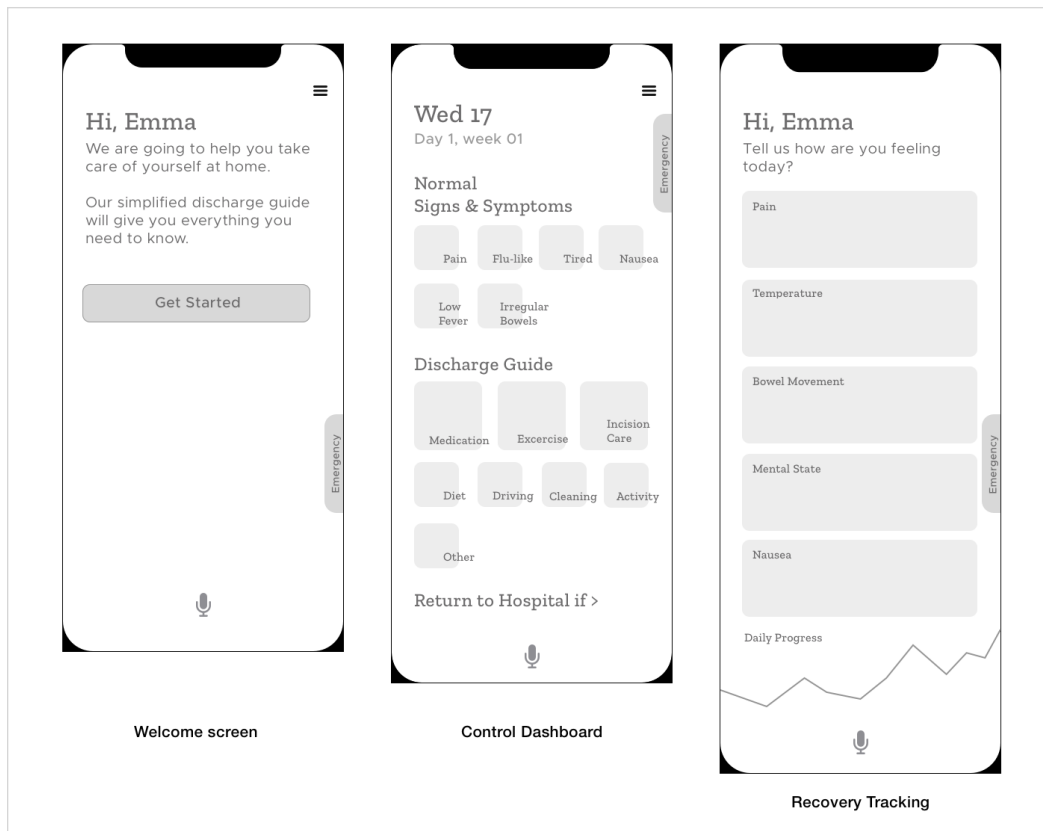 Hi, Emma
We are going to help you take
care of yourself at home.
Our simplified discharge guide
will give you everything you
need to know.
Get Started
Emergency
Welcome screen
Wed 17
Day 1, week 01
Emergency
Normal
Signs & Symptoms
Pain
Flu-like
Tired
Nausea
Low
Fever
Irregular
Bowels
Discharge Guide
Medication
Excercise
Incision
Care
Diet
Driving
Cleaning
Activity
Other
Return to Hospital if >
Control Dashboard
Hi, Emma
Tell us how are you feeling
today?
Pain
Temperature
Bowel Movement
Emergency
Mental State
Nausea
Daily Progress
Recovery Tracking